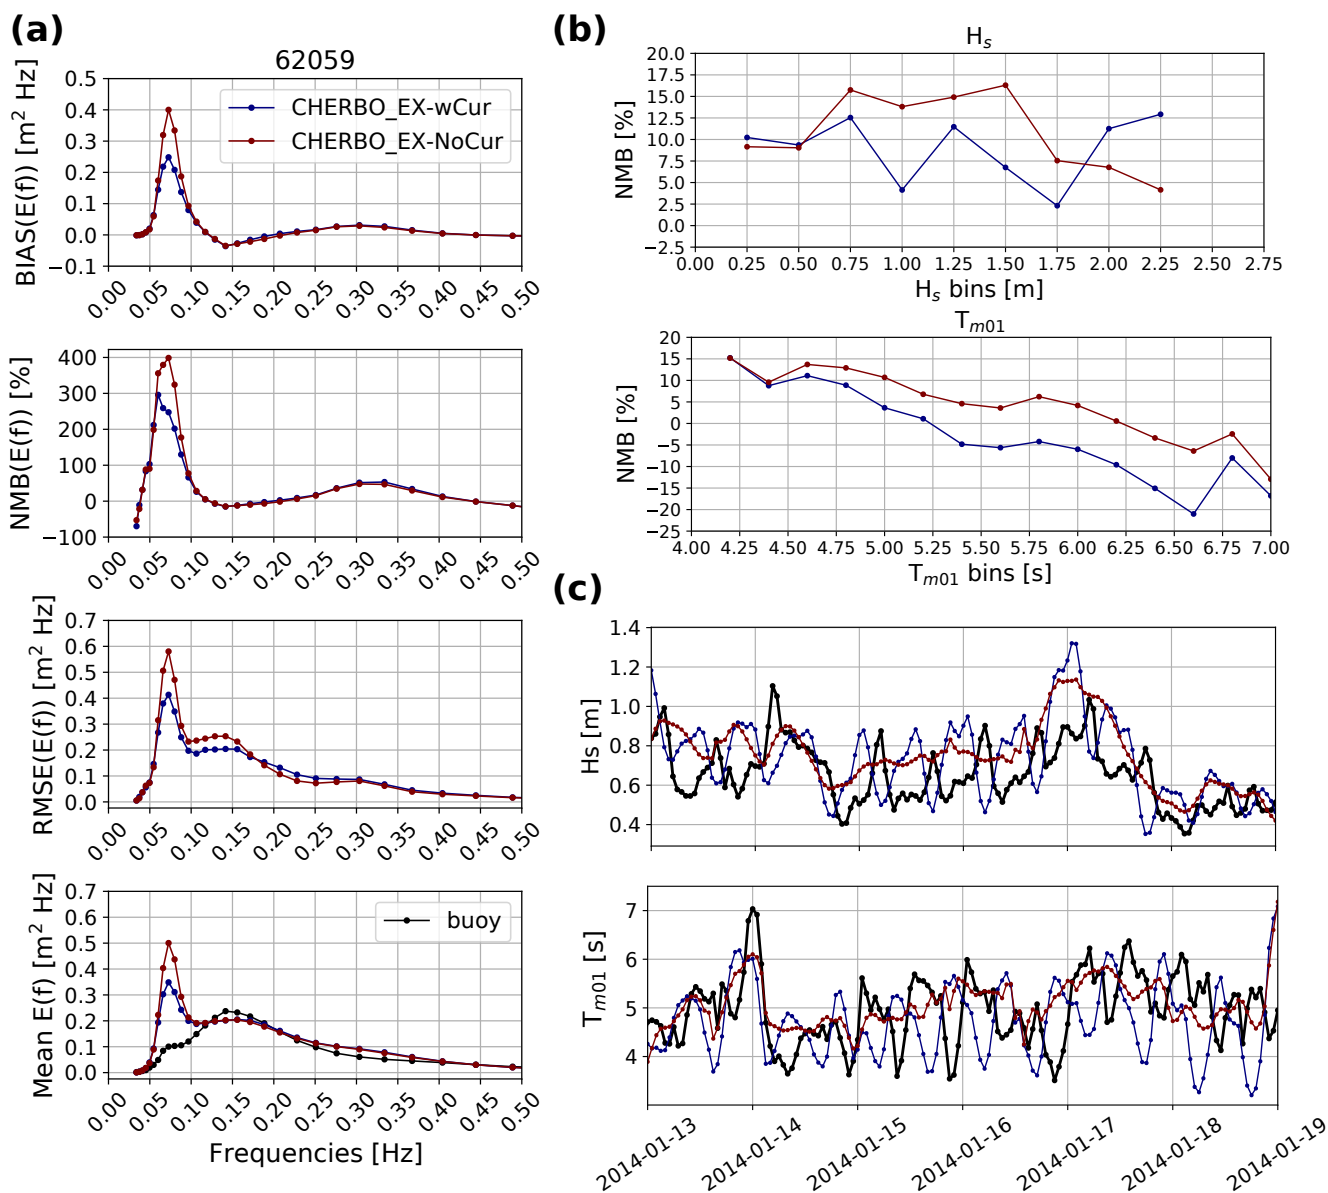 (a)
62059
BIAS(E(f)) [m² Hz]
0.5
0.4
0.3
0.2
0.1
0.0
−0.1
CHERBO_EX-wCur
CHERBO_EX-NoCur
0.00 0.05 0.10 0.15 0.20 0.25 0.30 0.35 0.40 0.45 0.50
NMB(E(f)) [%]
400
300
200
100
0
−100
0.00 0.05 0.10 0.15 0.20 0.25 0.30 0.35 0.40 0.45 0.50
RMSE(E(f)) [m² Hz]
0.7
0.6
0.5
0.4
0.3
0.2
0.1
0.0
0.00 0.05 0.10 0.15 0.20 0.25 0.30 0.35 0.40 0.45 0.50
Mean E(f) [m² Hz]
0.7
0.6
0.5
0.4
0.3
0.2
0.1
0.0
buoy
0.00 0.05 0.10 0.15 0.20 0.25 0.30 0.35 0.40 0.45 0.50
Frequencies [Hz]
(b)
Hₛ
NMB [%]
20.0
17.5
15.0
12.5
10.0
7.5
5.0
2.5
0.0
−2.5
0.00 0.25 0.50 0.75 1.00 1.25 1.50 1.75 2.00 2.25 2.50 2.75
Hₛ bins [m]
Tₘ₀₁
NMB [%]
20
15
10
5
0
−5
−10
−15
−20
−25
4.00 4.25 4.50 4.75 5.00 5.25 5.50 5.75 6.00 6.25 6.50 6.75 7.00
Tₘ₀₁ bins [s]
(c)
Hs [m]
1.4
1.2
1.0
0.8
0.6
0.4
Tₘ₀₁ [s]
7
6
5
4
2014-01-13 2014-01-14 2014-01-15 2014-01-16 2014-01-17 2014-01-18 2014-01-19